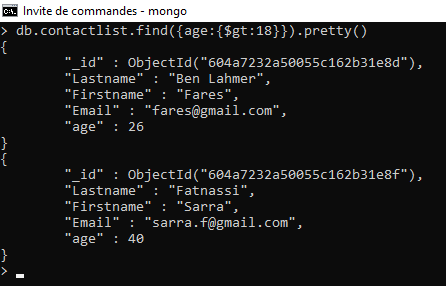 Invite de commandes - mongo
> db.contactlist.find({age:{$gt:18}}).pretty()
{
"_id" : ObjectId("604a7232a50055c162b31e8d"),
"Lastname" : "Ben Lahmer",
"Firstname" : "Fares",
"Email" : "fares@gmail.com",
"age" : 26
}
{
"_id" : ObjectId("604a7232a50055c162b31e8f"),
"Lastname" : "Fatnassi",
"Firstname" : "Sarra",
"Email" : "sarra.f@gmail.com",
"age" : 40
}
>